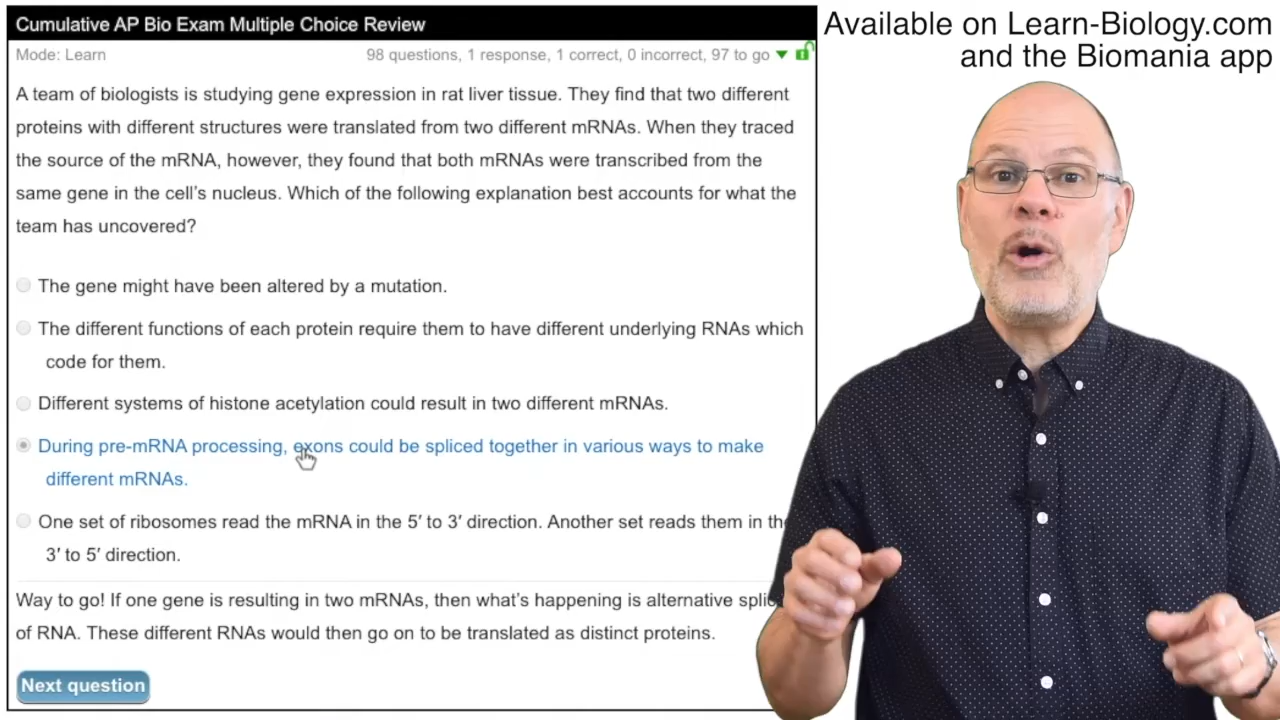 Cumulative AP Bio Exam Multiple Choice Review
Available on Learn-Biology.com
and the Biomania app
Mode: Learn
98 questions, 1 response, 1 correct, 0 incorrect, 97 to go
A team of biologists is studying gene expression in rat liver tissue. They find that two different
proteins with different structures were translated from two different mRNAs. When they traced
the source of the mRNA, however, they found that both mRNAs were transcribed from the
same gene in the cell's nucleus. Which of the following explanation best accounts for what the
team has uncovered?
The gene might have been altered by a mutation.
The different functions of each protein require them to have different underlying RNAs which
code for them.
Different systems of histone acetylation could result in two different mRNAs.
During pre-mRNA processing, exons could be spliced together in various ways to make
different mRNAs.
One set of ribosomes read the mRNA in the 5′ to 3′ direction. Another set reads them in
3′ to 5′ direction.
Way to go! If one gene is resulting in two mRNAs, then what's happening is alternative
of RNA. These different RNAs would then go on to be translated as distinct proteins.
Next question